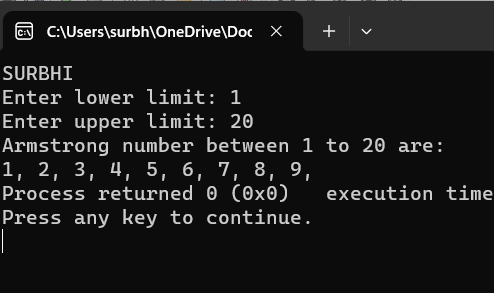 C:\Users\surbh\OneDrive\Doc
SURBHI
Enter lower limit: 1
Enter upper limit: 20
Armstrong number between 1 to 20 are:
1, 2, 3, 4, 5, 6, 7, 8, 9,
Process returned 0 (0x0)   execution time
Press any key to continue.